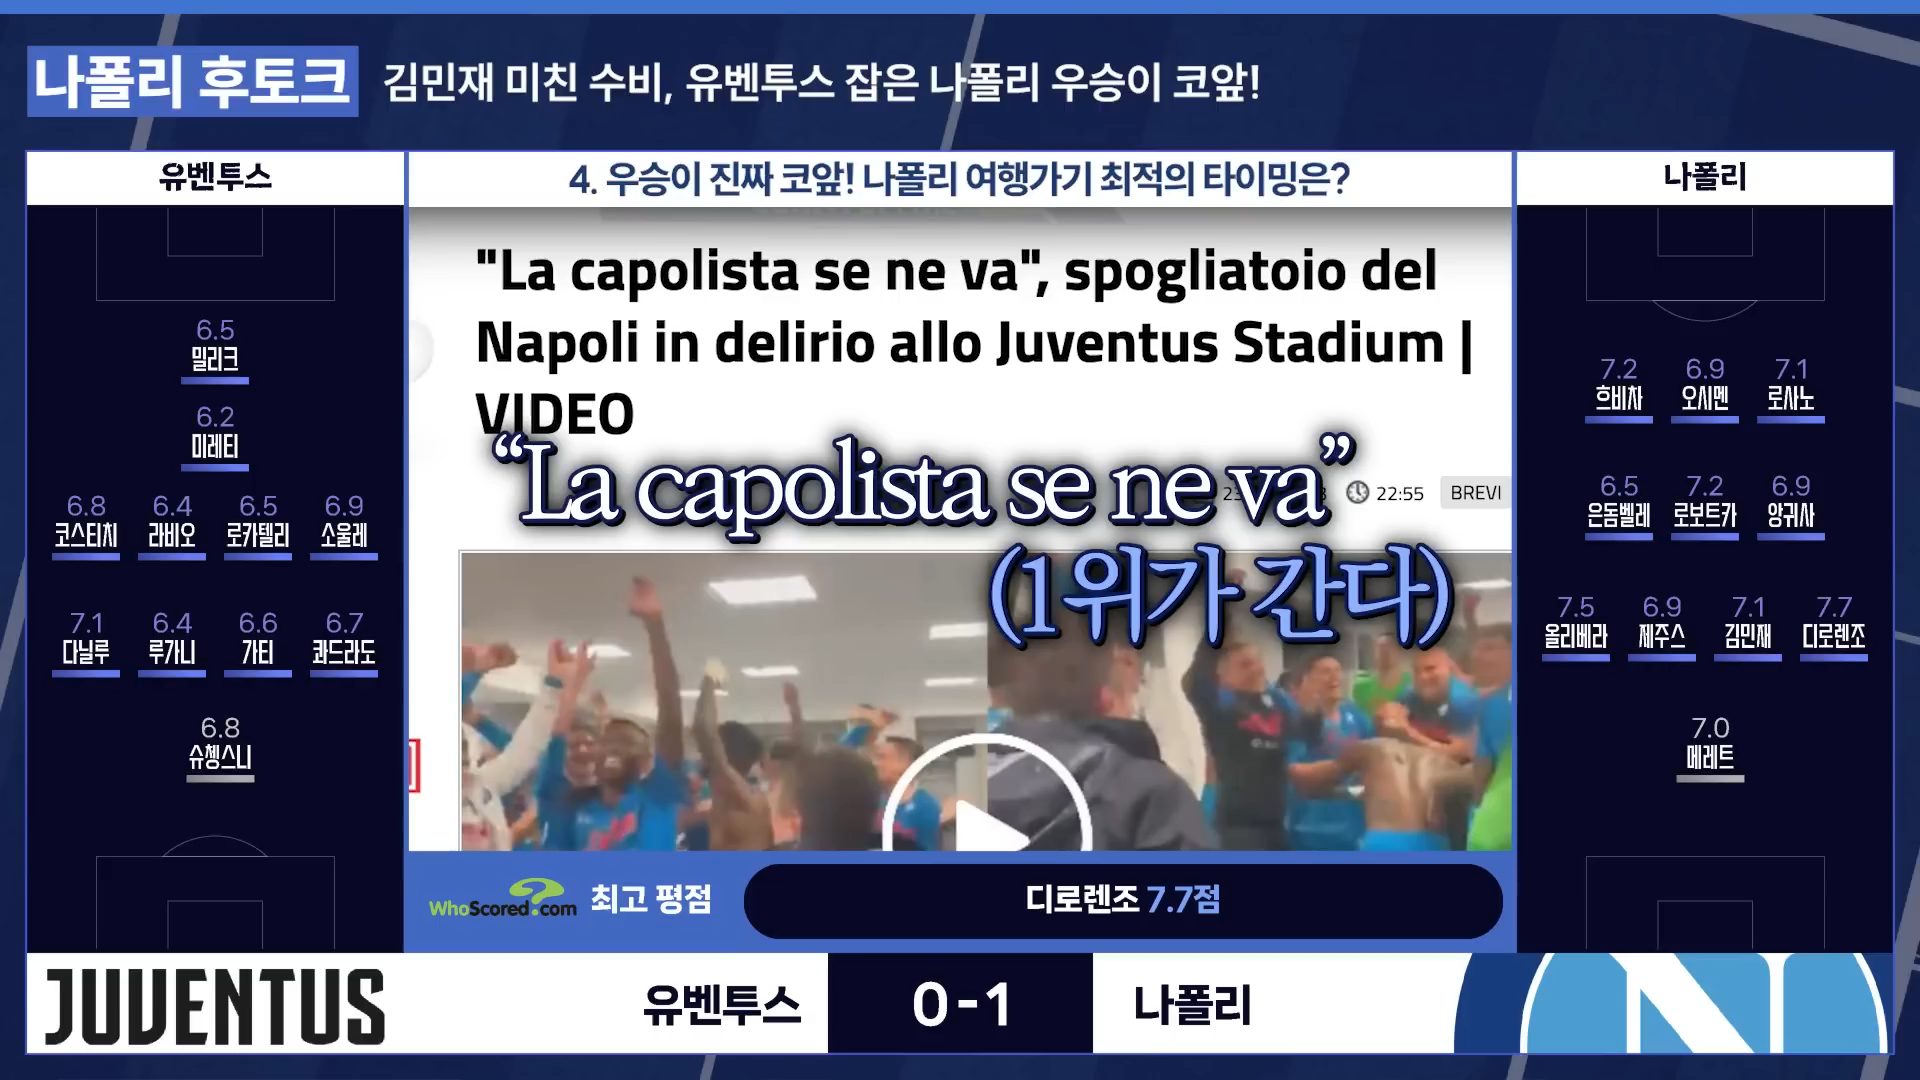 나폴리 후토크
김민재 미친 수비, 유벤투스 잡은 나폴리 우승이 코앞!
유벤투스
6.5
밀리크
6.2
미레티
6.8 6.4 6.5 6.9
코스티치 라비오 로카텔리 소울레
7.1 6.4 6.6 6.7
다닐루 루가니 가티 콰드라도
6.8
슈쳉스니
4. 우승이 진짜 코앞! 나폴리 여행가기 최적의 타이밍은?
"La capolista se ne va", spogliatoio del
Napoli in delirio allo Juventus Stadium |
VIDEO
22:55 BREVI
“La capolista se ne va”
(1위가 간다)
나폴리
7.2 6.9 7.1
흐비차 오시멘 로사노
6.5 7.2 6.9
은돔벨레 로보트카 앙귀사
7.5 6.9 7.1 7.7
올리베라 제주스 김민재 디로렌조
7.0
메레트
WhoScored.com 최고 평점 디로렌조 7.7점
JUVENTUS 유벤투스 0-1 나폴리 N